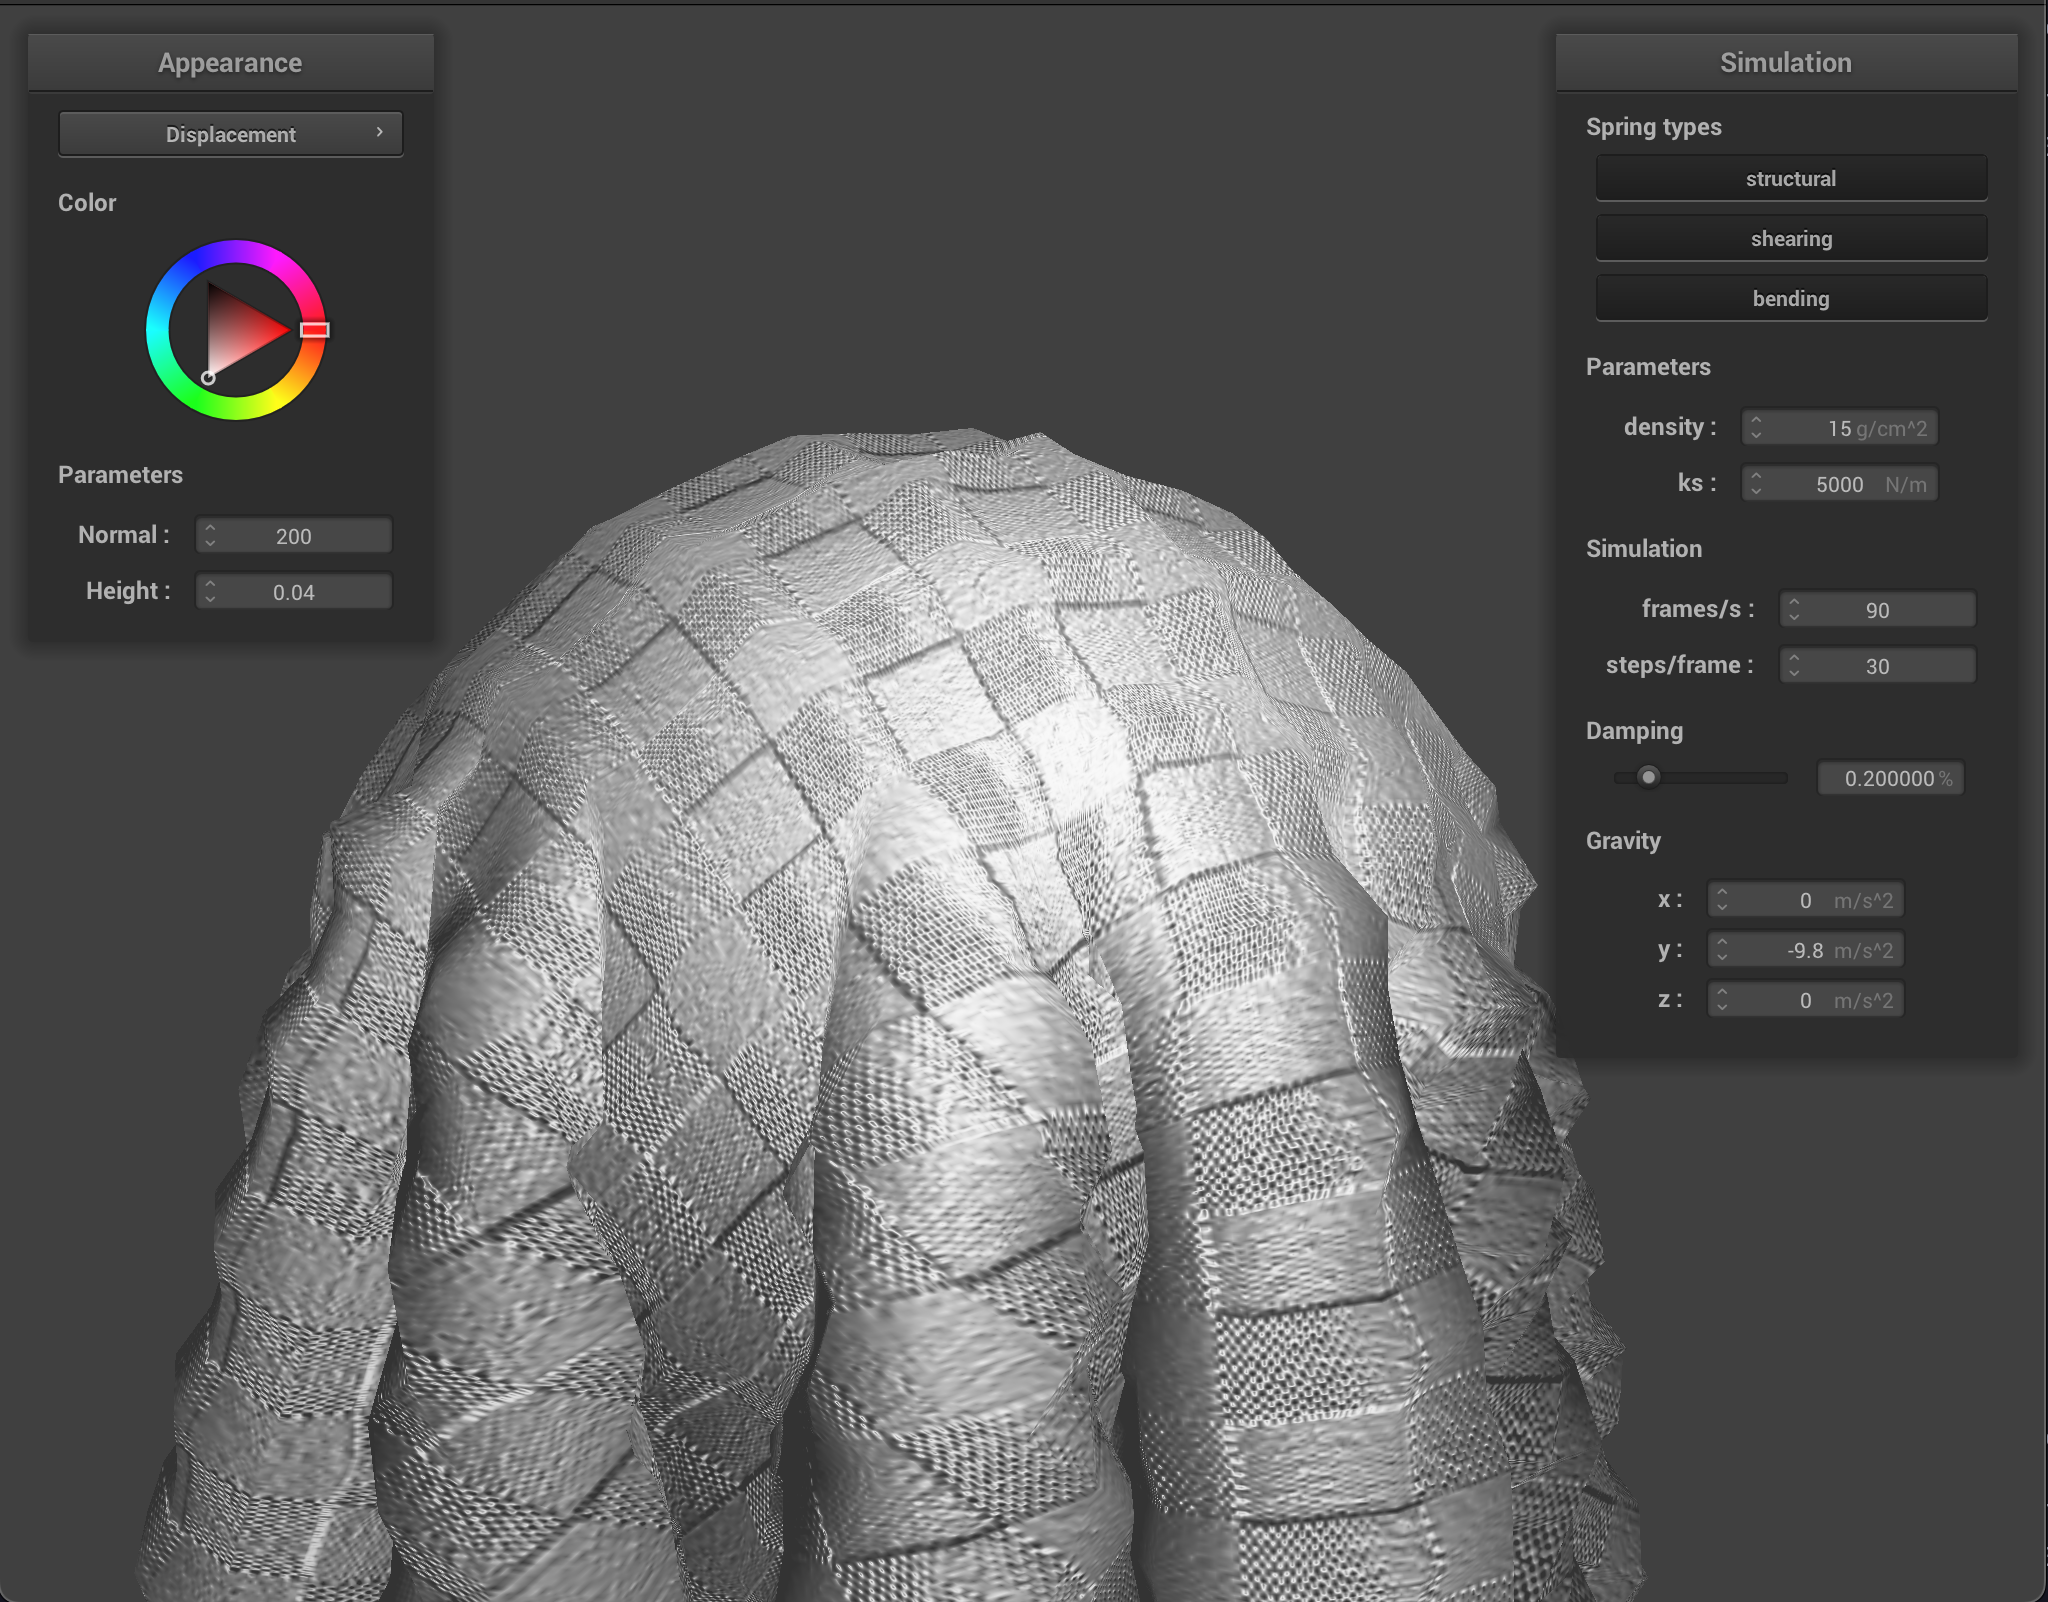 Appearance
Displacement
Color
Parameters
Normal : 200
Height : 0.04
Simulation
Spring types
structural
shearing
bending
Parameters
density : 15 g/cm^2
ks : 5000 N/m
Simulation
frames/s : 90
steps/frame : 30
Damping
0.200000 %
Gravity
x : 0 m/s^2
y : -9.8 m/s^2
z : 0 m/s^2